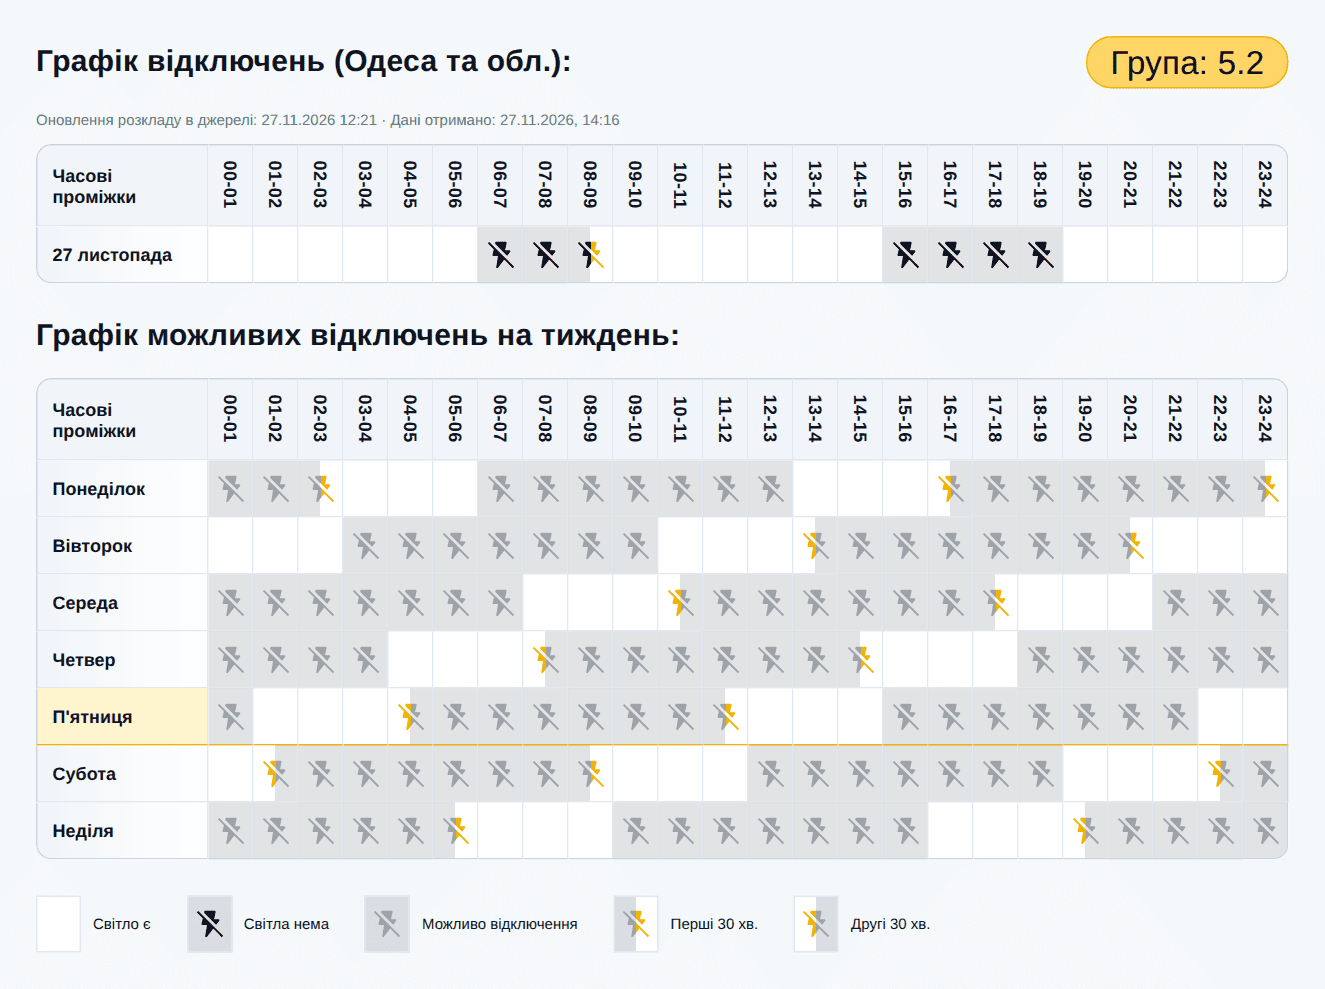 Графік відключень (Одеса та обл.):
Група: 5.2
Оновлення розкладу в джерелі: 27.11.2026 12:21 · Дані отримано: 27.11.2026, 14:16
Часові проміжки 00-01 01-02 02-03 03-04 04-05 05-06 06-07 07-08 08-09 09-10 10-11 11-12 12-13 13-14 14-15 15-16 16-17 17-18 18-19 19-20 20-21 21-22 22-23 23-24
27 листопада
Графік можливих відключень на тиждень:
Часові проміжки 00-01 01-02 02-03 03-04 04-05 05-06 06-07 07-08 08-09 09-10 10-11 11-12 12-13 13-14 14-15 15-16 16-17 17-18 18-19 19-20 20-21 21-22 22-23 23-24
Понеділок
Вівторок
Середа
Четвер
П'ятниця
Субота
Неділя
Світло є Світла нема Можливо відключення Перші 30 хв. Другі 30 хв.